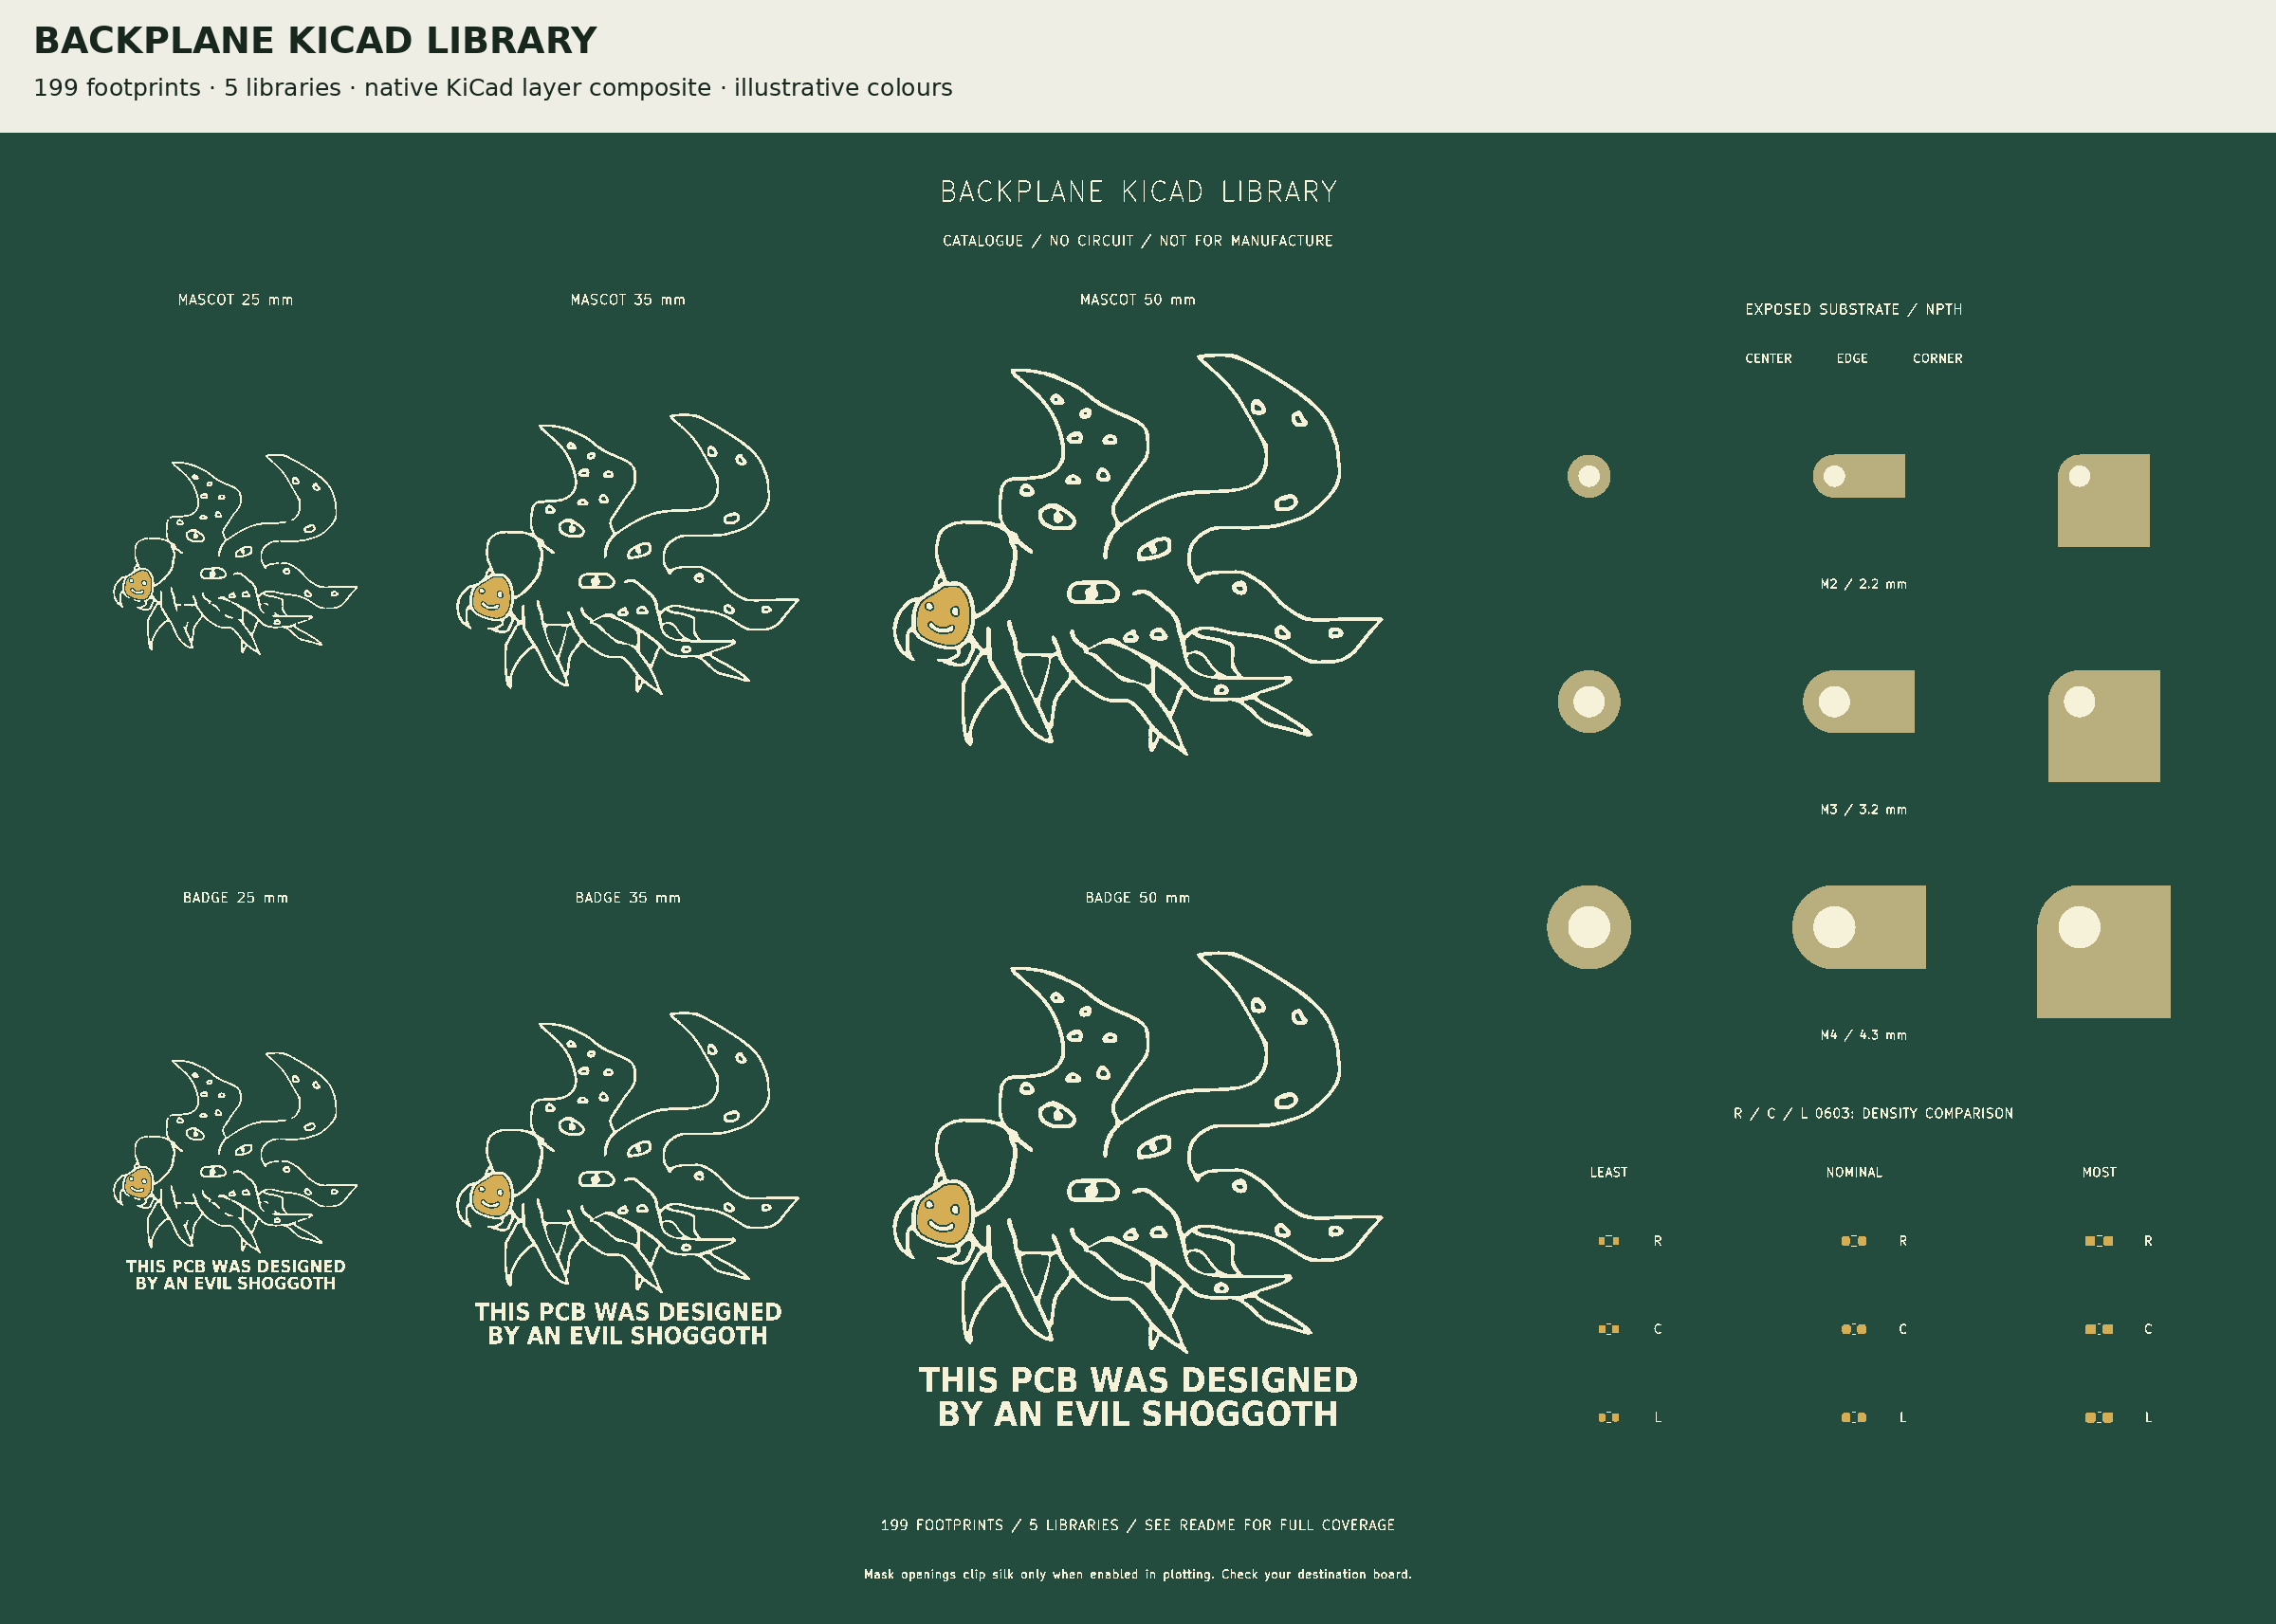 BACKPLANE KICAD LIBRARY
199 footprints · 5 libraries · native KiCad layer composite · illustrative colours
BACKPLANE KICAD LIBRARY
CATALOGUE / NO CIRCUIT / NOT FOR MANUFACTURE
MASCOT 25 mm
MASCOT 35 mm
MASCOT 50 mm
EXPOSED SUBSTRATE / NPTH
CENTER EDGE CORNER
M2 / 2.2 mm
M3 / 3.2 mm
M4 / 4.3 mm
BADGE 25 mm
BADGE 35 mm
BADGE 50 mm
THIS PCB WAS DESIGNED
BY AN EVIL SHOGGOTH
THIS PCB WAS DESIGNED
BY AN EVIL SHOGGOTH
THIS PCB WAS DESIGNED
BY AN EVIL SHOGGOTH
R / C / L 0603: DENSITY COMPARISON
LEAST NOMINAL MOST
R R R
C C C
L L L
199 FOOTPRINTS / 5 LIBRARIES / SEE README FOR FULL COVERAGE
Mask openings clip silk only when enabled in plotting. Check your destination board.